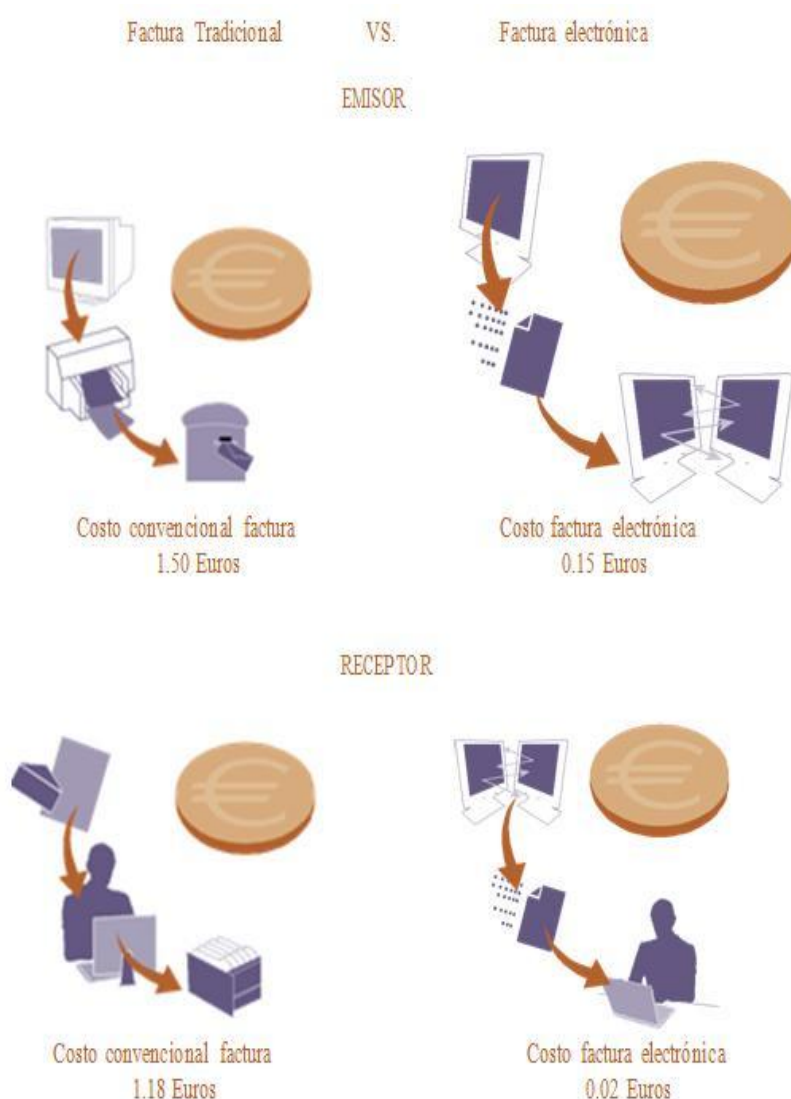 Factura Tradicional VS. Factura electrónica
EMISOR
Costo convencional factura
1.50 Euros
Costo factura electrónica
0.15 Euros
RECEPTOR
Costo convencional factura
1.18 Euros
Costo factura electrónica
0.02 Euros